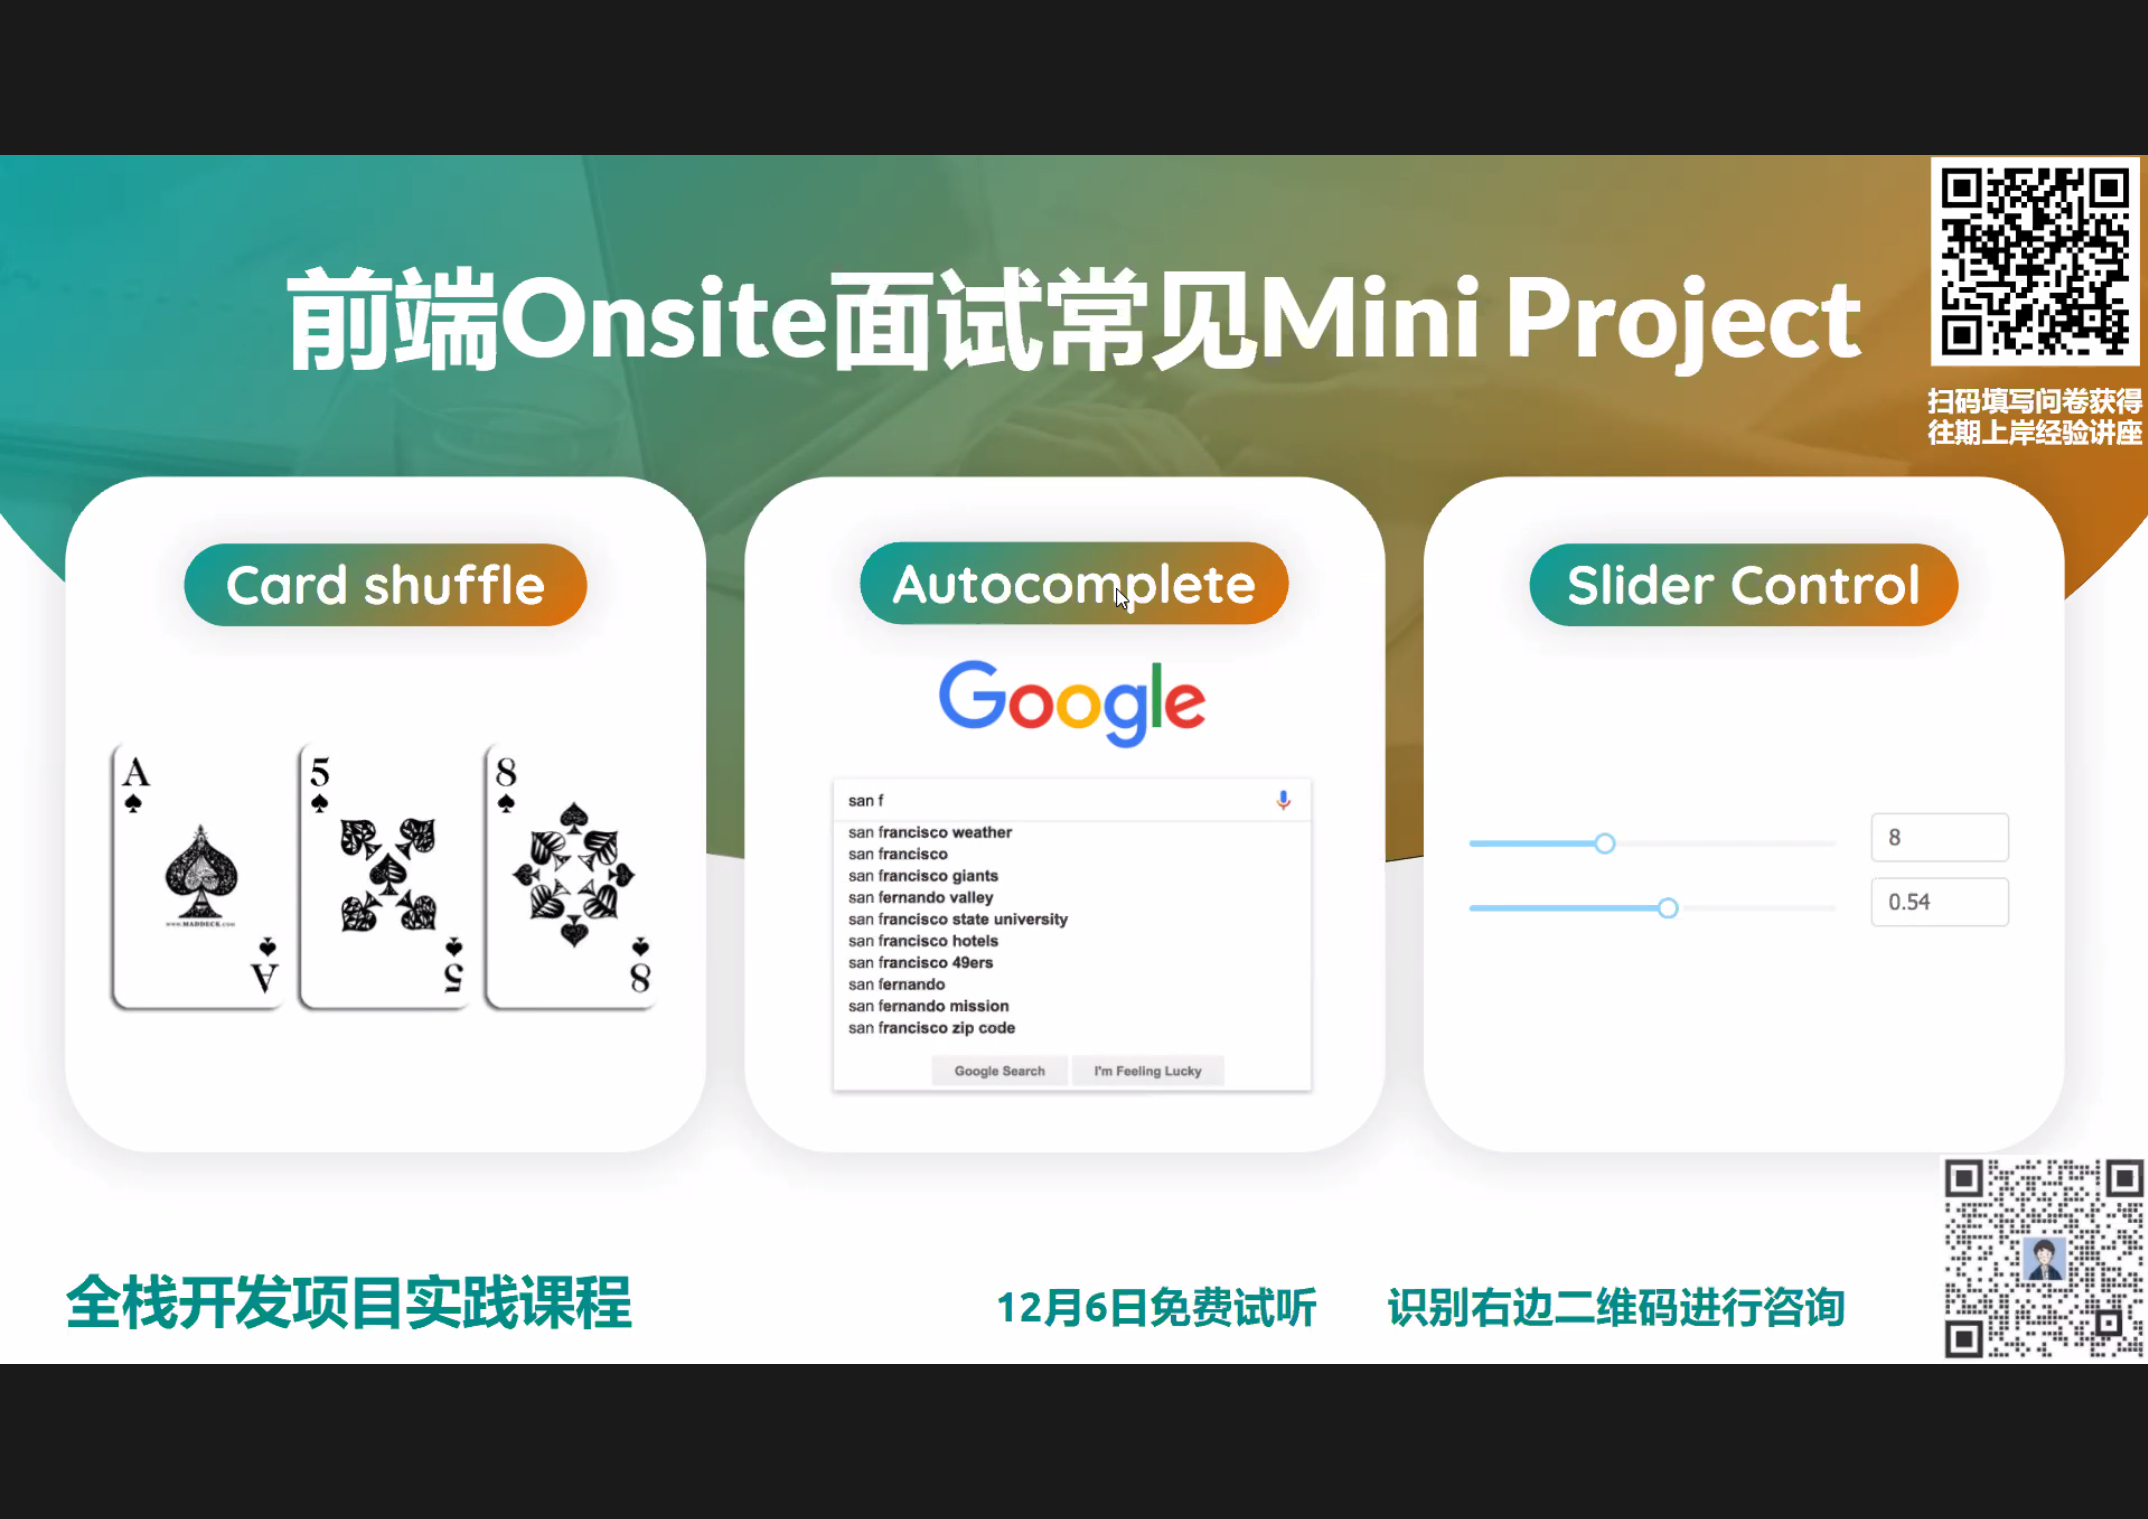 前端Onsite面试常见Mini Project
扫码填写问卷获得
往期上岸经验讲座
Card shuffle
A
5
8
WWW.MADDECK.COM
A
5
8
Autocomplete
Google
san f
san francisco weather
san francisco
san francisco giants
san fernando valley
san francisco state university
san francisco hotels
san francisco 49ers
san fernando
san fernando mission
san francisco zip code
Google Search
I'm Feeling Lucky
Slider Control
8
0.54
全栈开发项目实践课程
12月6日免费试听
识别右边二维码进行咨询